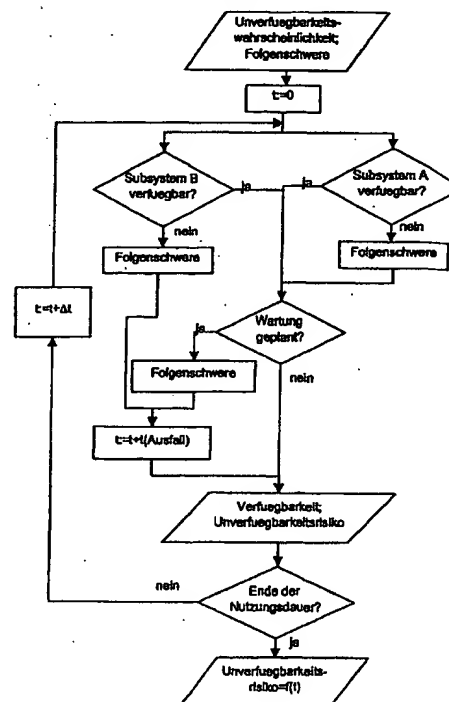 Unverfuegbarkeits-
wahrscheinlichkeit;
Folgenschwere
t:=0
Subsystem B
verfuegbar?
ja
ja
Subsystem A
verfuegbar?
nein
nein
Folgenschwere
Folgenschwere
t:=t+Δt
ja
Wartung
geplant?
Folgenschwere
nein
t:=t+t(Ausfall)
Verfuegbarkeit;
Unverfuegbarkeitsrisiko
nein
Ende der
Nutzungsdauer?
ja
Unverfuegbarkeits-
risiko=f(t)